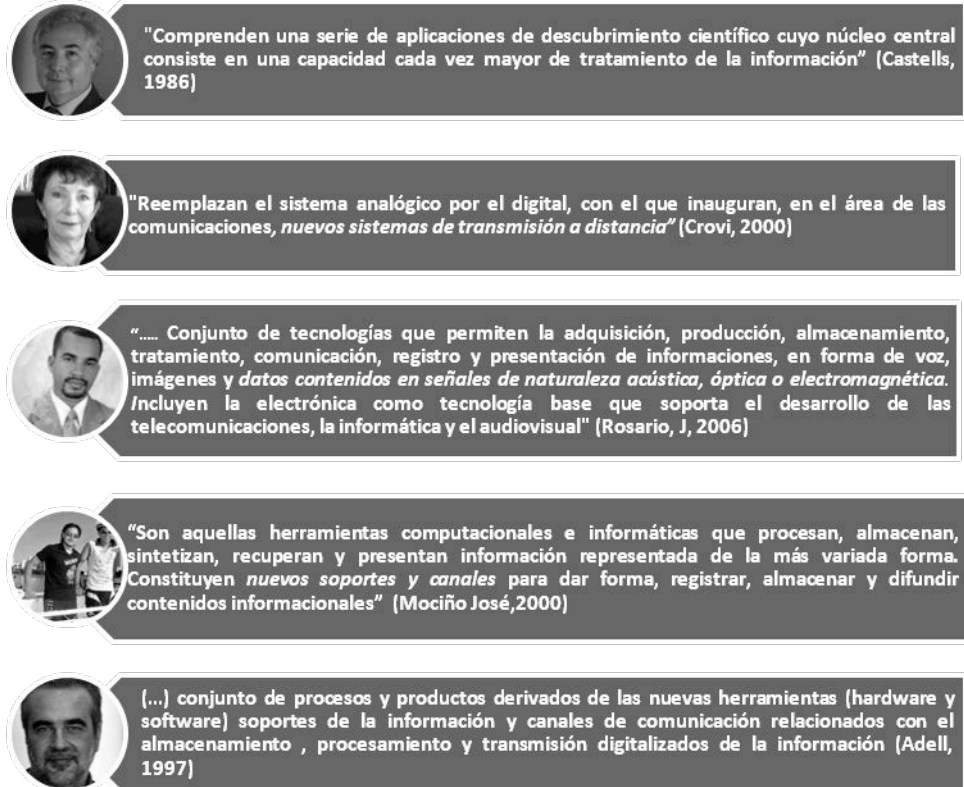 "Comprenden una serie de aplicaciones de descubrimiento científico cuyo núcleo central
consiste en una capacidad cada vez mayor de tratamiento de la información” (Castells,
1986)
"Reemplazan el sistema analógico por el digital, con el que inauguran, en el área de las
comunicaciones, nuevos sistemas de transmisión a distancia” (Crovi, 2000)
“..... Conjunto de tecnologías que permiten la adquisición, producción, almacenamiento,
tratamiento, comunicación, registro y presentación de informaciones, en forma de voz,
imágenes y datos contenidos en señales de naturaleza acústica, óptica o electromagnética.
Incluyen la electrónica como tecnología base que soporta el desarrollo de las
telecomunicaciones, la informática y el audiovisual" (Rosario, J, 2006)
“Son aquellas herramientas computacionales e informáticas que procesan, almacenan,
sintetizan, recuperan y presentan información representada de la más variada forma.
Constituyen nuevos soportes y canales para dar forma, registrar, almacenar y difundir
contenidos informacionales” (Mociño José,2000)
(...) conjunto de procesos y productos derivados de las nuevas herramientas (hardware y
software) soportes de la información y canales de comunicación relacionados con el
almacenamiento , procesamiento y transmisión digitalizados de la información (Adell,
1997)